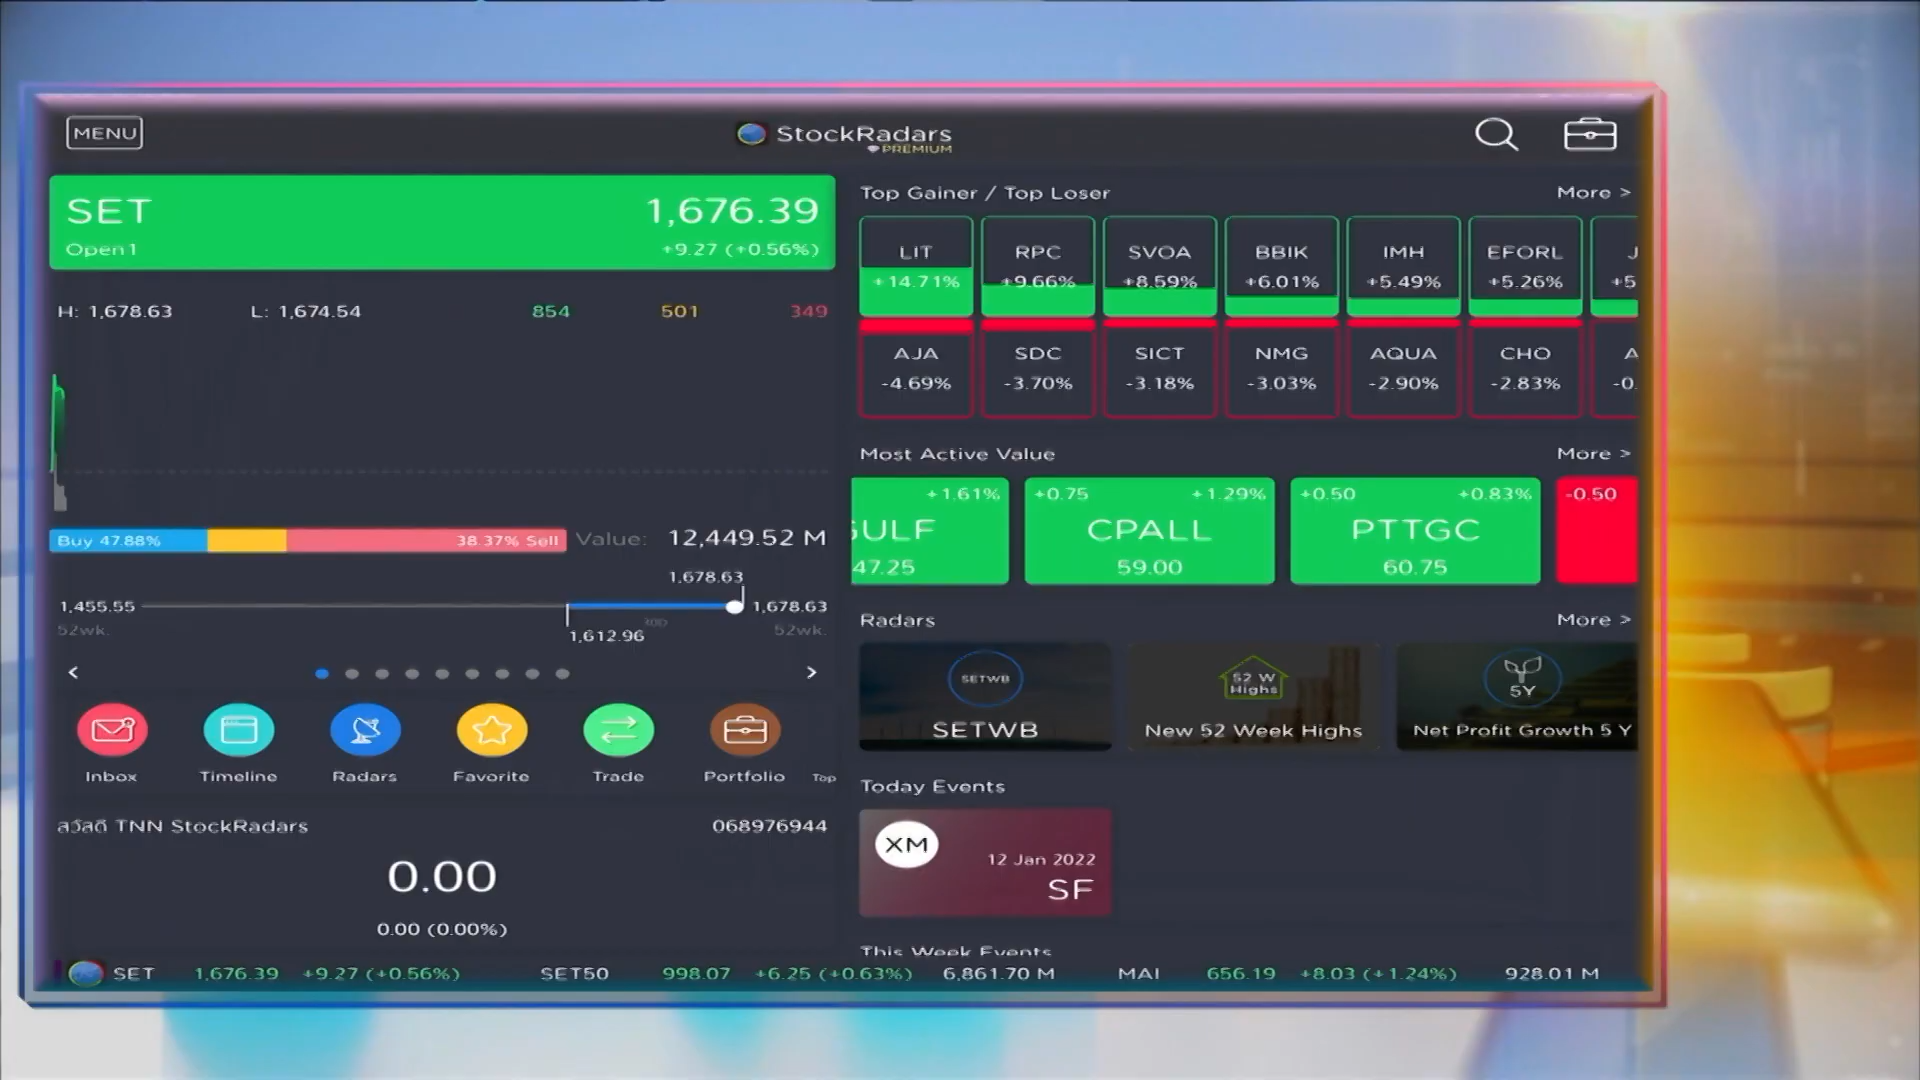 MENU
StockRadars
PREMIUM
SET
1,676.39
Open1
+9.27 (+0.56%)
H: 1,678.63
L: 1,674.54
854
501
349
Buy 47.88%
38.37% Sell
Value:
12,449.52 M
1,678.63
1,455.55
1,678.63
52wk.
1,612.96
52wk.
<
>
Inbox
Timeline
Radars
Favorite
Trade
Portfolio
Top
สวัสดี TNN StockRadars
068976944
0.00
0.00 (0.00%)
Top Gainer / Top Loser
More >
LIT
RPC
SVOA
BBIK
IMH
EFORL
J
+14.71%
+9.66%
+8.59%
+6.01%
+5.49%
+5.26%
+5
AJA
SDC
SICT
NMG
AQUA
CHO
A
-4.69%
-3.70%
-3.18%
-3.03%
-2.90%
-2.83%
-0.
Most Active Value
More >
+1.61%
+0.75
+1.29%
+0.50
+0.83%
-0.50
GULF
CPALL
PTTGC
47.25
59.00
60.75
Radars
More >
SETWB
52 W
Highs
5Y
SETWB
New 52 Week Highs
Net Profit Growth 5 Y
Today Events
XM
12 Jan 2022
SF
This Week Events
SET 1,676.39 +9.27 (+0.56%) SET50 998.07 +6.25 (+0.63%) 6,861.70 M MAI 656.19 +8.03 (+1.24%) 928.01 M